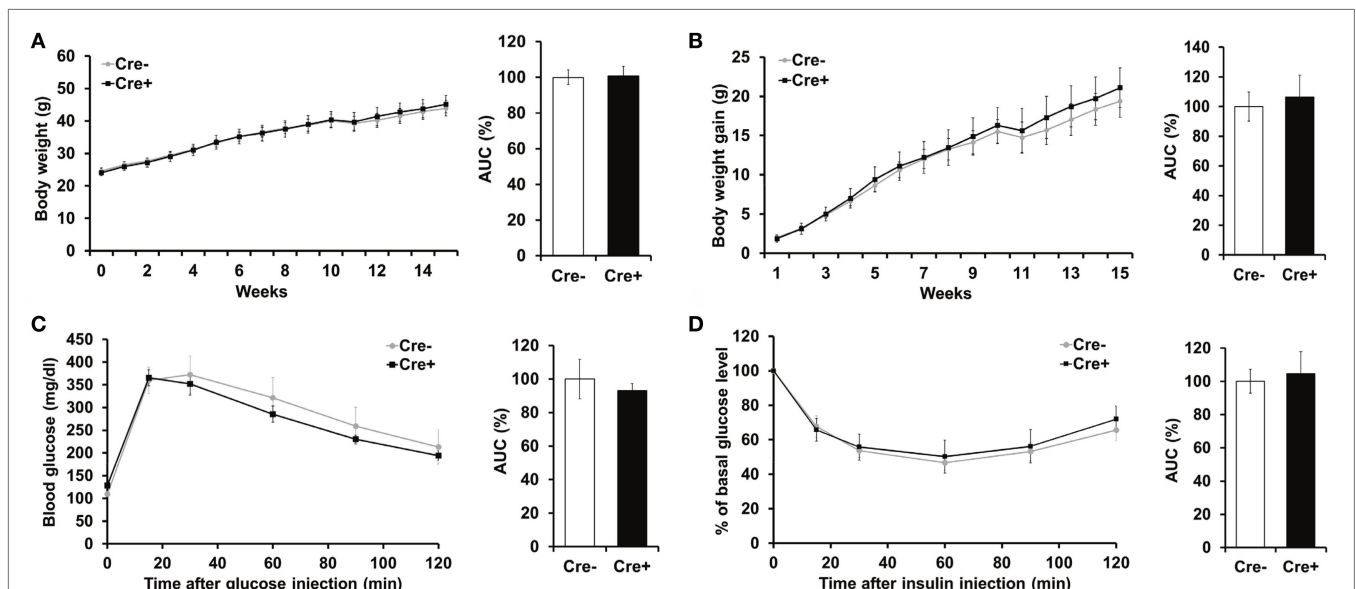 A
Cre-
Cre+
Body weight (g)
60
50
40
30
20
10
0
0 2 4 6 8 10 12 14
Weeks
AUC (%)
120
100
80
60
40
20
0
Cre- Cre+
B
Cre-
Cre+
Body weight gain (g)
25
20
15
10
5
0
1 3 5 7 9 11 13 15
Weeks
AUC (%)
140
120
100
80
60
40
20
0
Cre- Cre+
C
Cre-
Cre+
Blood glucose (mg/dl)
450
400
350
300
250
200
150
100
50
0
0 20 40 60 80 100 120
Time after glucose injection (min)
AUC (%)
120
100
80
60
40
20
0
Cre- Cre+
D
Cre-
Cre+
% of basal glucose level
120
100
80
60
40
20
0
0 20 40 60 80 100 120
Time after insulin injection (min)
AUC (%)
120
100
80
60
40
20
0
Cre- Cre+